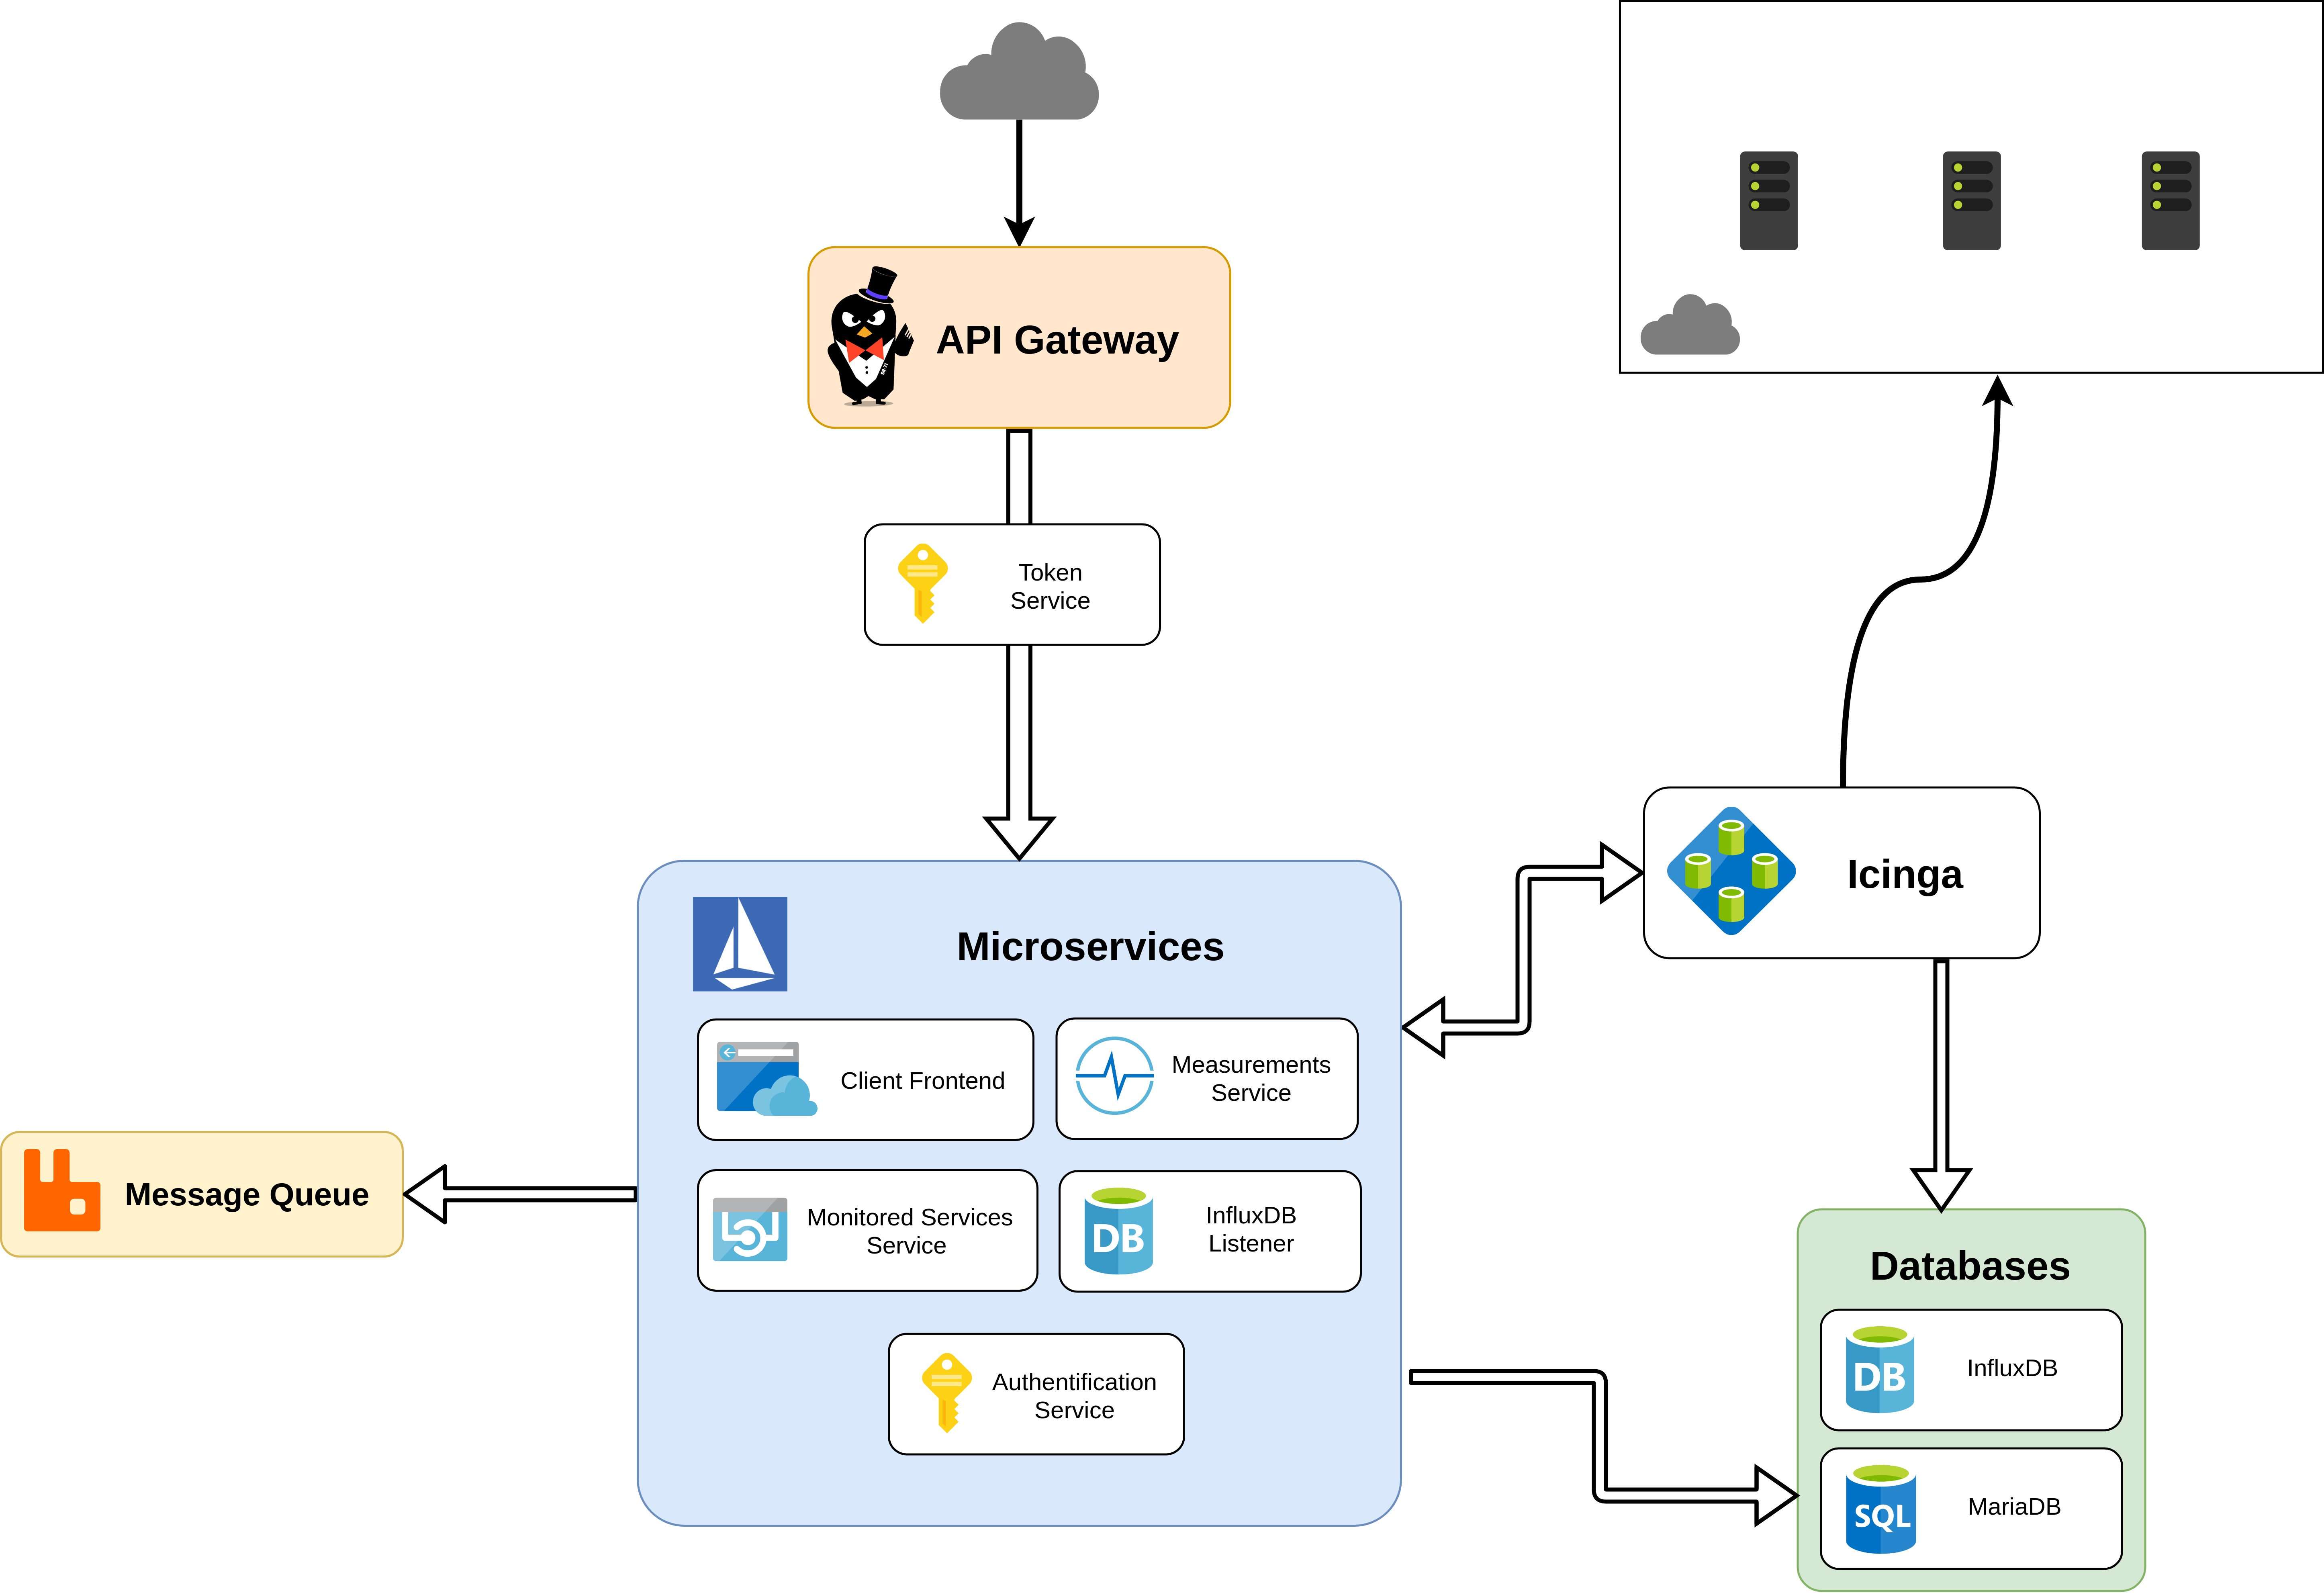 API Gateway
Token
Service
Icinga
Microservices
Client Frontend
Measurements
Service
Message Queue
Monitored Services
Service
DB
InfluxDB
Listener
Authentification
Service
Databases
DB
InfluxDB
SQL
MariaDB